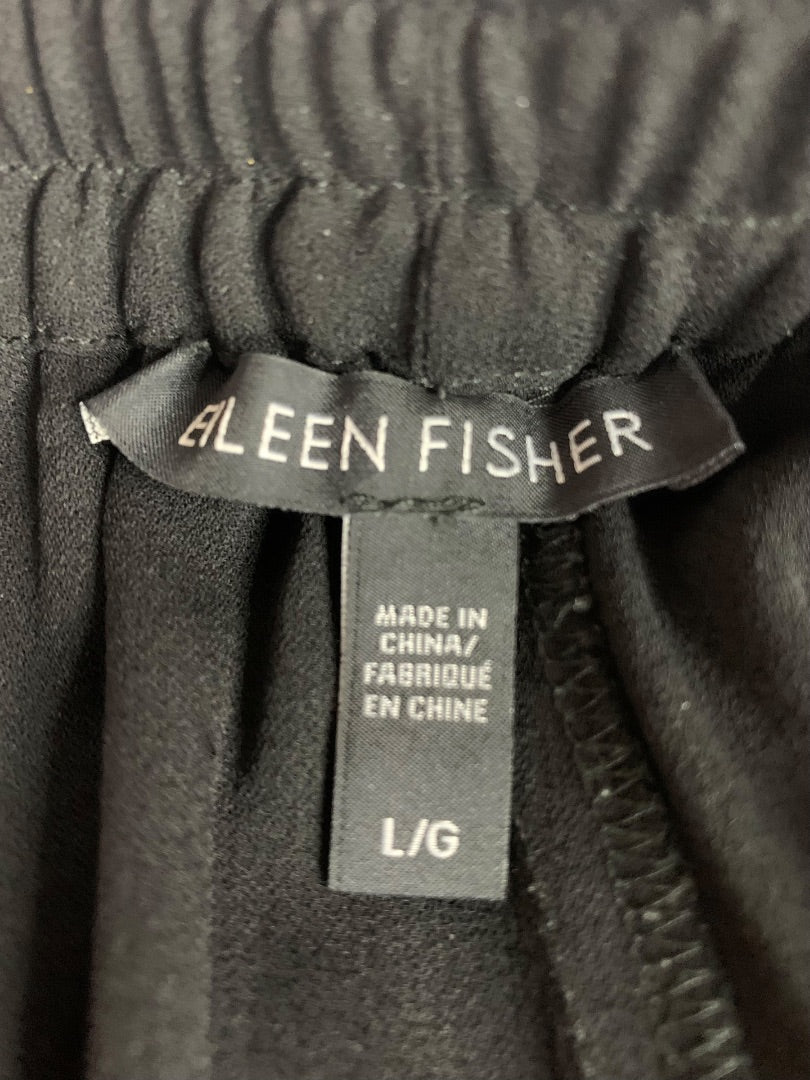 EILEEN FISHER
MADE IN
CHINA/
FABRIQUÉ
EN CHINE
L/G